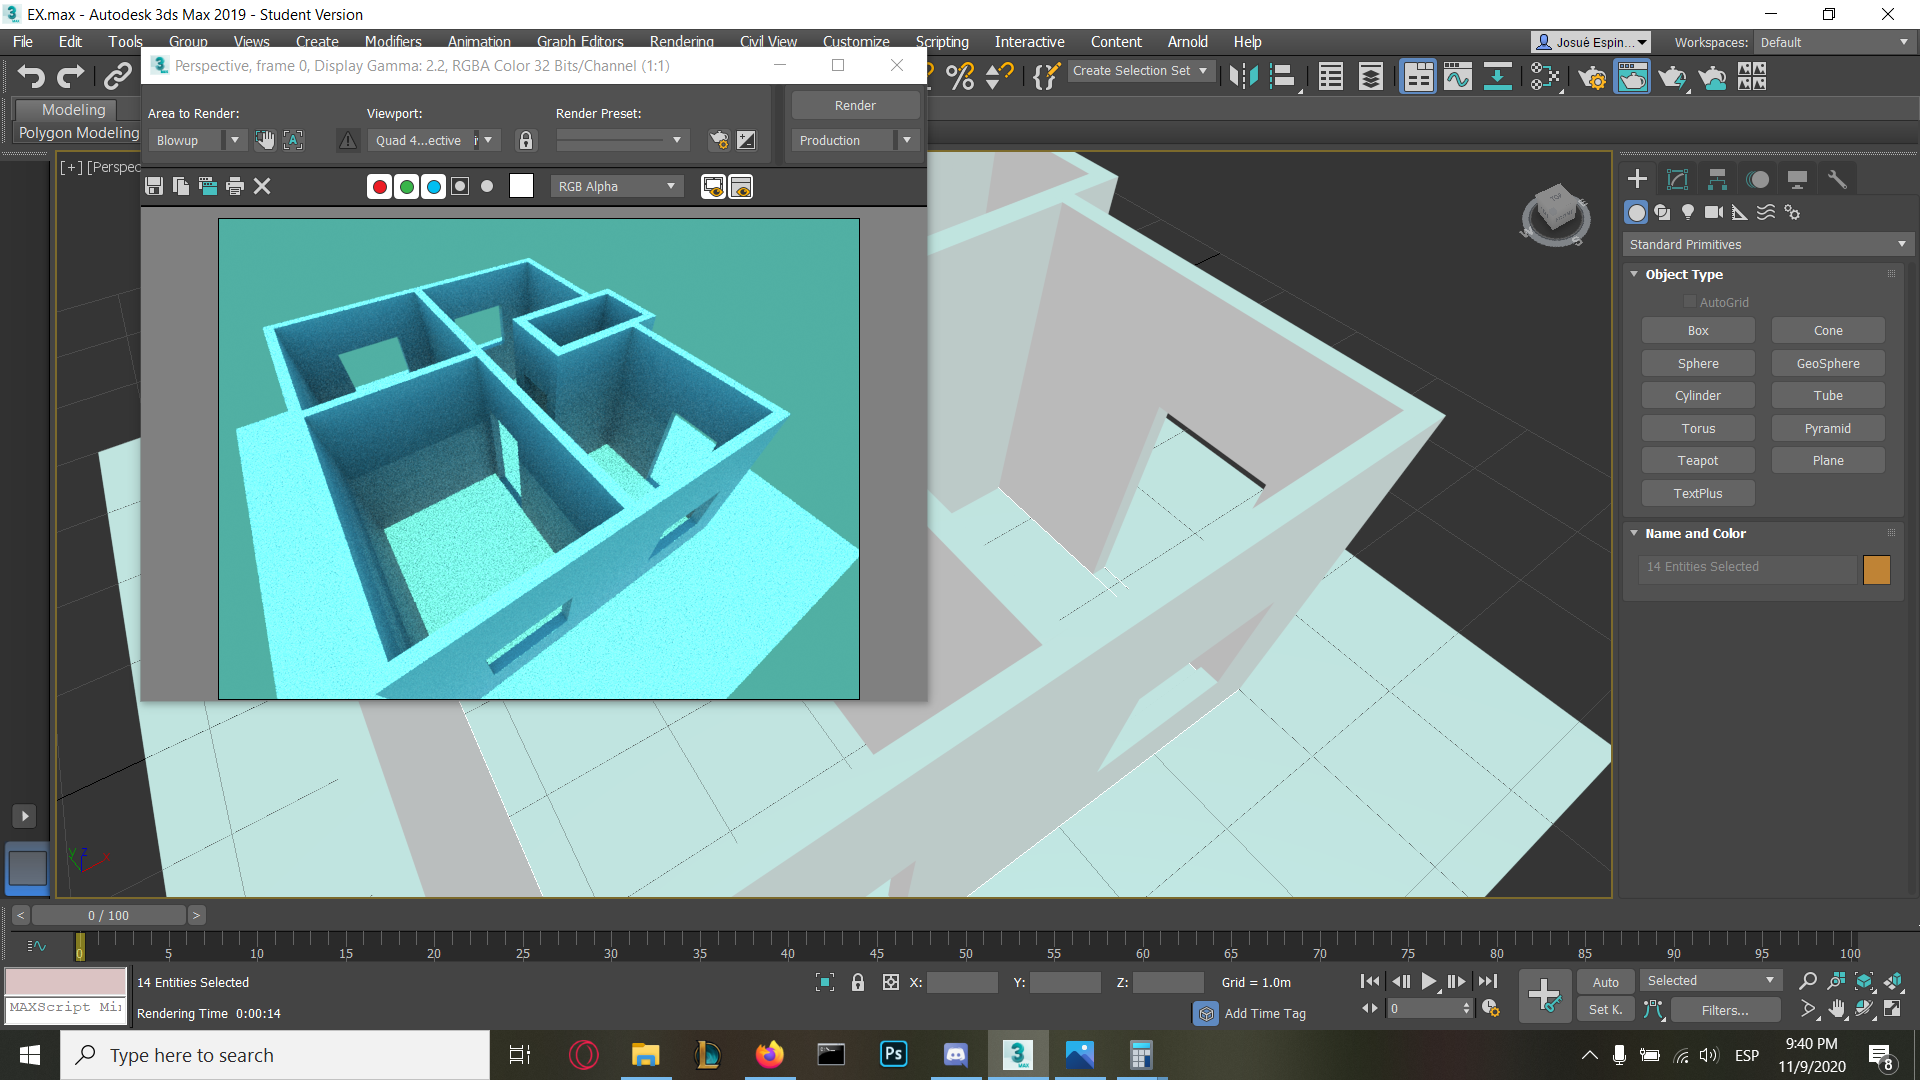 EX.max - Autodesk 3ds Max 2019 - Student Version
File Edit Tools Group Views Create Modifiers Animation Graph Editors Rendering Civil View Customize Scripting Interactive Content Arnold Help
Josué Espin... Workspaces: Default
Perspective, frame 0, Display Gamma: 2.2, RGBA Color 32 Bits/Channel (1:1)
Create Selection Set
Modeling
Polygon Modeling
Area to Render: Viewport: Render Preset: Render
Blowup Quad 4...ective Production
[+] [Perspec
RGB Alpha
TOP
W S E
Standard Primitives
Object Type
AutoGrid
Box Cone
Sphere GeoSphere
Cylinder Tube
Torus Pyramid
Teapot Plane
TextPlus
Name and Color
14 Entities Selected
z
y x
< 0 / 100 >
0 5 10 15 20 25 30 35 40 45 50 55 60 65 70 75 80 85 90 95 100
14 Entities Selected X: Y: Z: Grid = 1.0m Auto Selected
MAXScript Mi
Rendering Time 0:00:14 Add Time Tag 0 Set K. Filters...
Type here to search
Ps
3
MAX
ESP
9:40 PM
11/9/2020
8